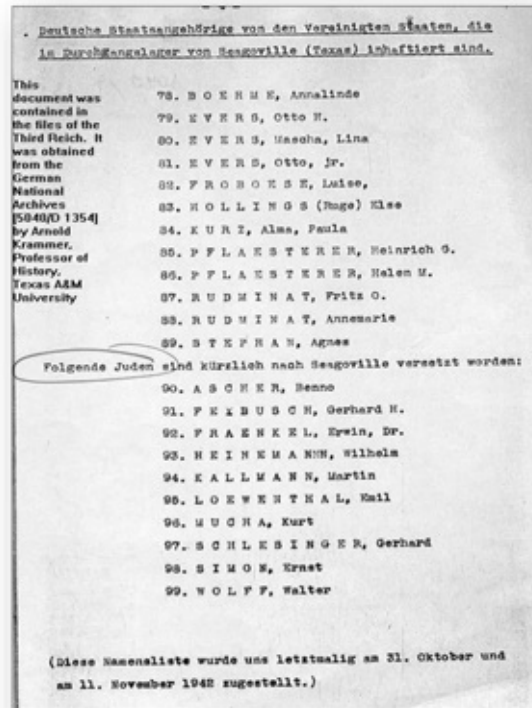 Deutsche Staatsangehörige von den Vereinigten Staaten, die
in Durchgangslager von Seagoville (Texas) inhaftiert sind.
This
document was
contained in
the files of the
Third Reich. It
was obtained
from the
German
National
Archives
[5040/D 1354]
by Arnold
Krammer,
Professor of
History,
Texas A&M
University
78. B O E H M E, Annalinde
79. E V E R S, Otto H.
80. E V E R S, Mascha, Lina
81. E V E R S, Otto, jr.
82. F R O B O E S E, Luise,
83. H O L L I N G S (Ruge) Else
84. K U R Z, Alma, Paula
85. P F L A E S T E R E R, Heinrich G.
86. P F L A E S T E R E R, Helen M.
87. R U D M I N A T, Fritz O.
88. R U D M I N A T, Annemarie
89. S T E P H A N, Agnes
Folgende Juden sind kürzlich nach Seagoville versetzt worden:
90. A S C H E R, Benno
91. F E I B U S C H, Gerhard H.
92. F R A E N K E L, Erwin, Dr.
93. H E I N E M A N N, Wilhelm
94. K A L L M A N N, Martin
95. L O E W E N T H A L, Emil
96. M U C H A, Kurt
97. S C H L E S I N G E R, Gerhard
98. S I M O N, Ernst
99. W O L F F, Walter
(Diese Namensliste wurde uns letztmalig am 31. Oktober und
am 11. November 1942 zugestellt.)